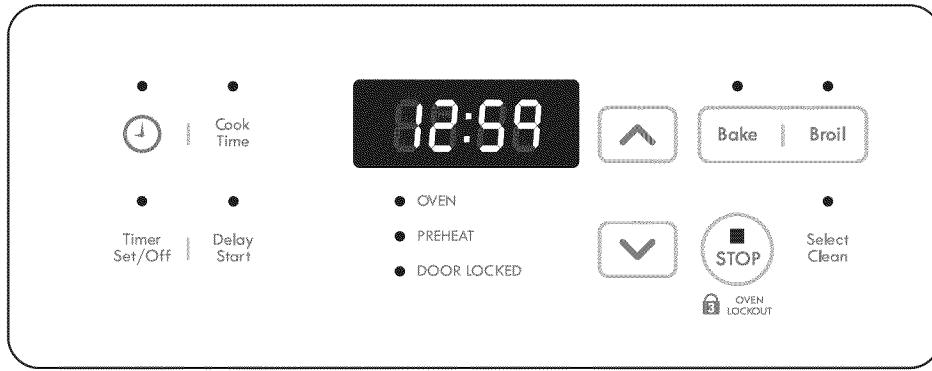 Cook
Time
12:59
Bake
Broil
OVEN
PREHEAT
DOOR LOCKED
Timer
Set/Off
Delay
Start
STOP
Select
Clean
3
OVEN
LOCKOUT